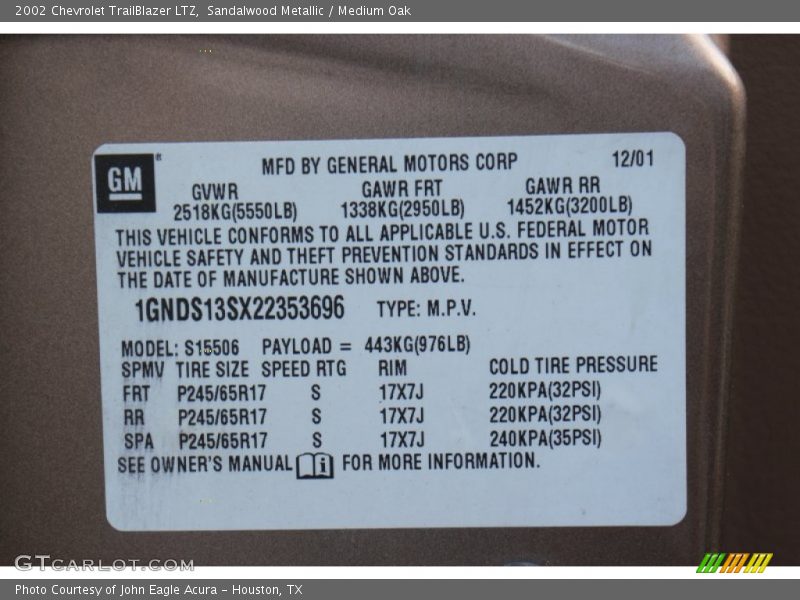 2002 Chevrolet TrailBlazer LTZ, Sandalwood Metallic / Medium Oak
GM
MFD BY GENERAL MOTORS CORP 12/01
GVWR GAWR FRT GAWR RR
2518KG(5550LB) 1338KG(2950LB) 1452KG(3200LB)
THIS VEHICLE CONFORMS TO ALL APPLICABLE U.S. FEDERAL MOTOR
VEHICLE SAFETY AND THEFT PREVENTION STANDARDS IN EFFECT ON
THE DATE OF MANUFACTURE SHOWN ABOVE.
1GNDS13SX22353696 TYPE: M.P.V.
MODEL: S15506 PAYLOAD = 443KG(976LB)
SPMV TIRE SIZE SPEED RTG RIM COLD TIRE PRESSURE
FRT P245/65R17 S 17X7J 220KPA(32PSI)
RR P245/65R17 S 17X7J 220KPA(32PSI)
SPA P245/65R17 S 17X7J 240KPA(35PSI)
SEE OWNER'S MANUAL i FOR MORE INFORMATION.
GTCARLOT.COM
Photo Courtesy of John Eagle Acura - Houston, TX